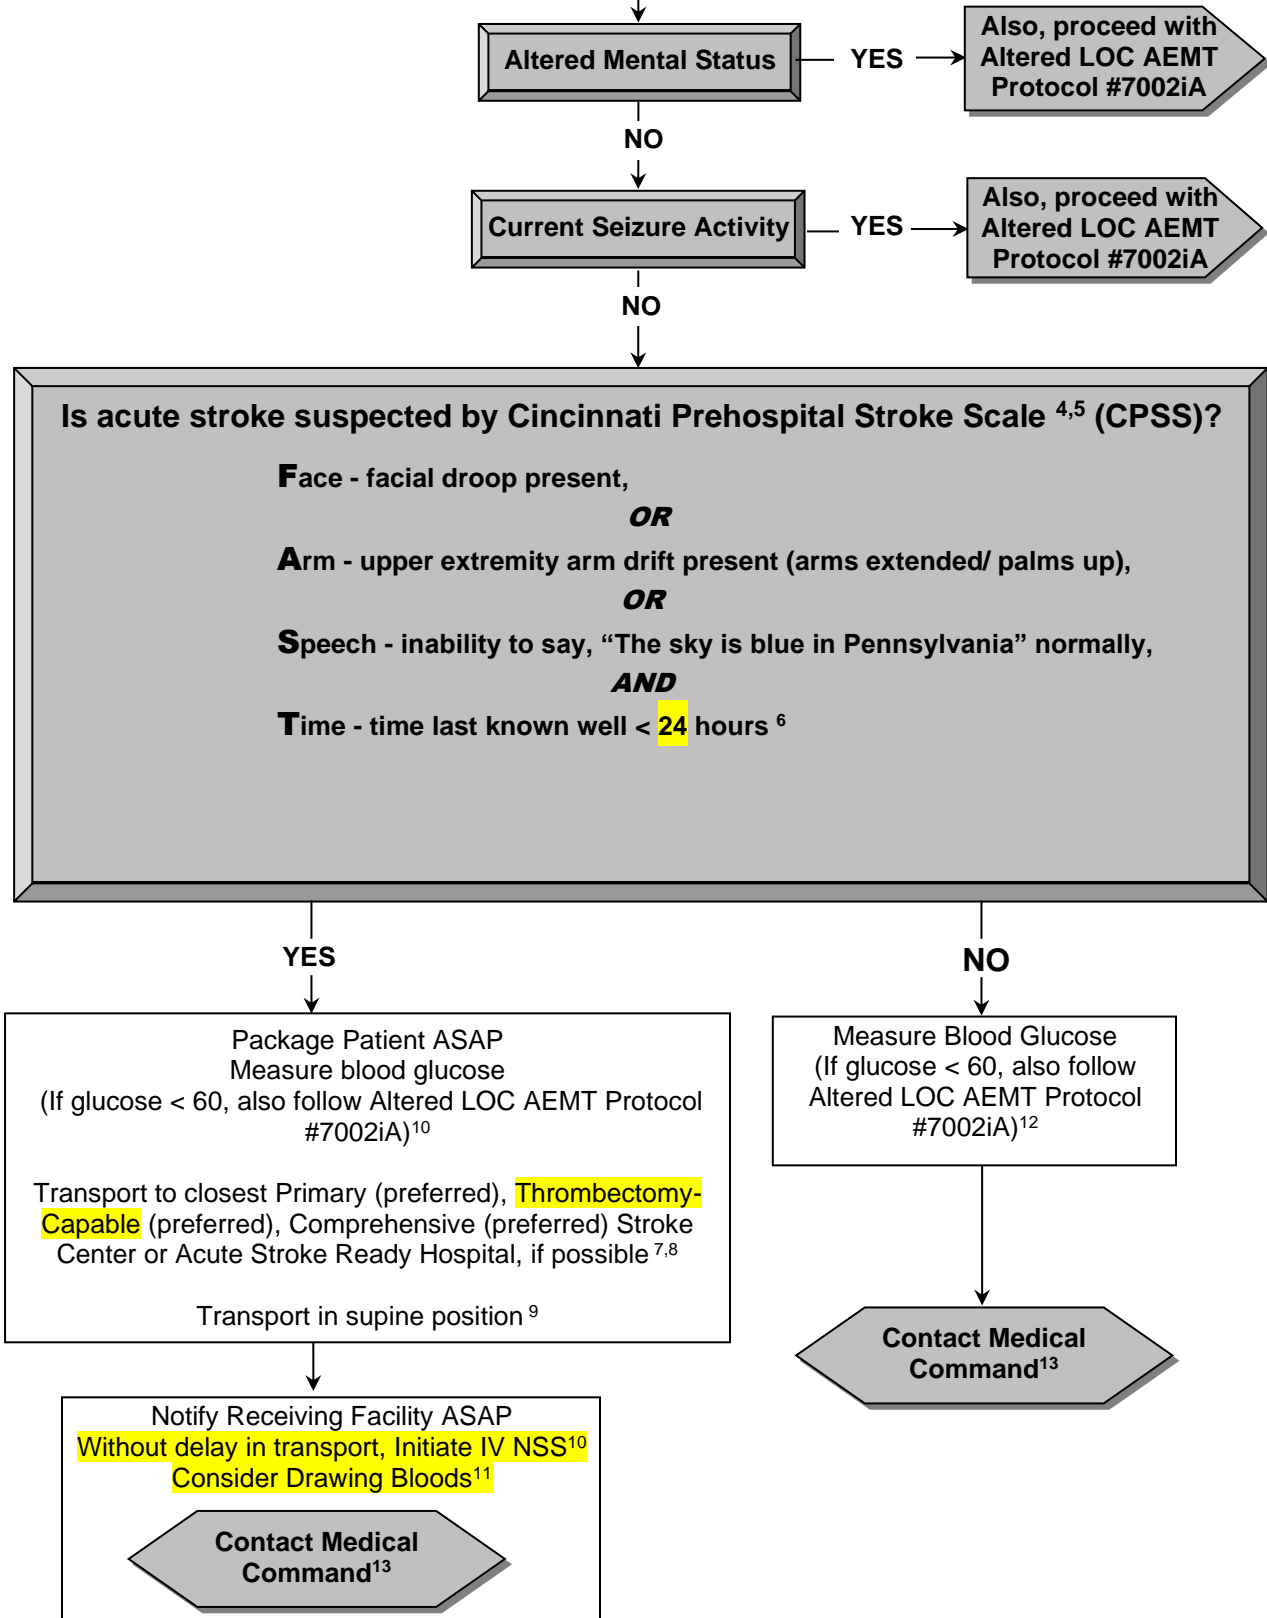 Altered Mental Status
YES
Also, proceed with
Altered LOC AEMT
Protocol #7002iA
NO
Current Seizure Activity
YES
Also, proceed with
Altered LOC AEMT
Protocol #7002iA
NO
Is acute stroke suspected by Cincinnati Prehospital Stroke Scale 4,5 (CPSS)?
Face - facial droop present,
OR
Arm - upper extremity arm drift present (arms extended/ palms up),
OR
Speech - inability to say, “The sky is blue in Pennsylvania” normally,
AND
Time - time last known well < 24 hours 6
YES
NO
Package Patient ASAP
Measure blood glucose
(If glucose < 60, also follow Altered LOC AEMT Protocol
#7002iA)10
Transport to closest Primary (preferred), Thrombectomy-
Capable (preferred), Comprehensive (preferred) Stroke
Center or Acute Stroke Ready Hospital, if possible 7,8
Transport in supine position 9
Measure Blood Glucose
(If glucose < 60, also follow
Altered LOC AEMT Protocol
#7002iA)12
Contact Medical
Command13
Notify Receiving Facility ASAP
Without delay in transport, Initiate IV NSS10
Consider Drawing Bloods11
Contact Medical
Command13